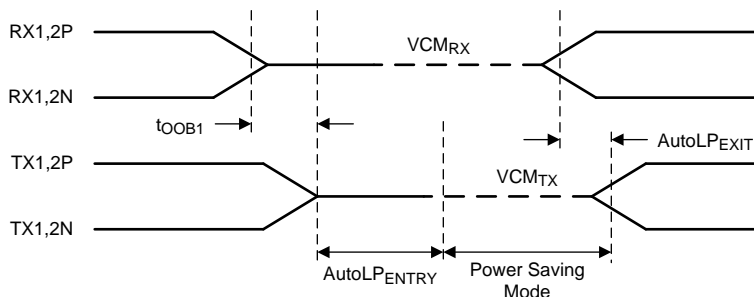 RX1,2P
VCMRX
RX1,2N
tOOB1
AutoLPEXIT
TX1,2P
VCMTX
TX1,2N
AutoLPENTRY
Power Saving
Mode